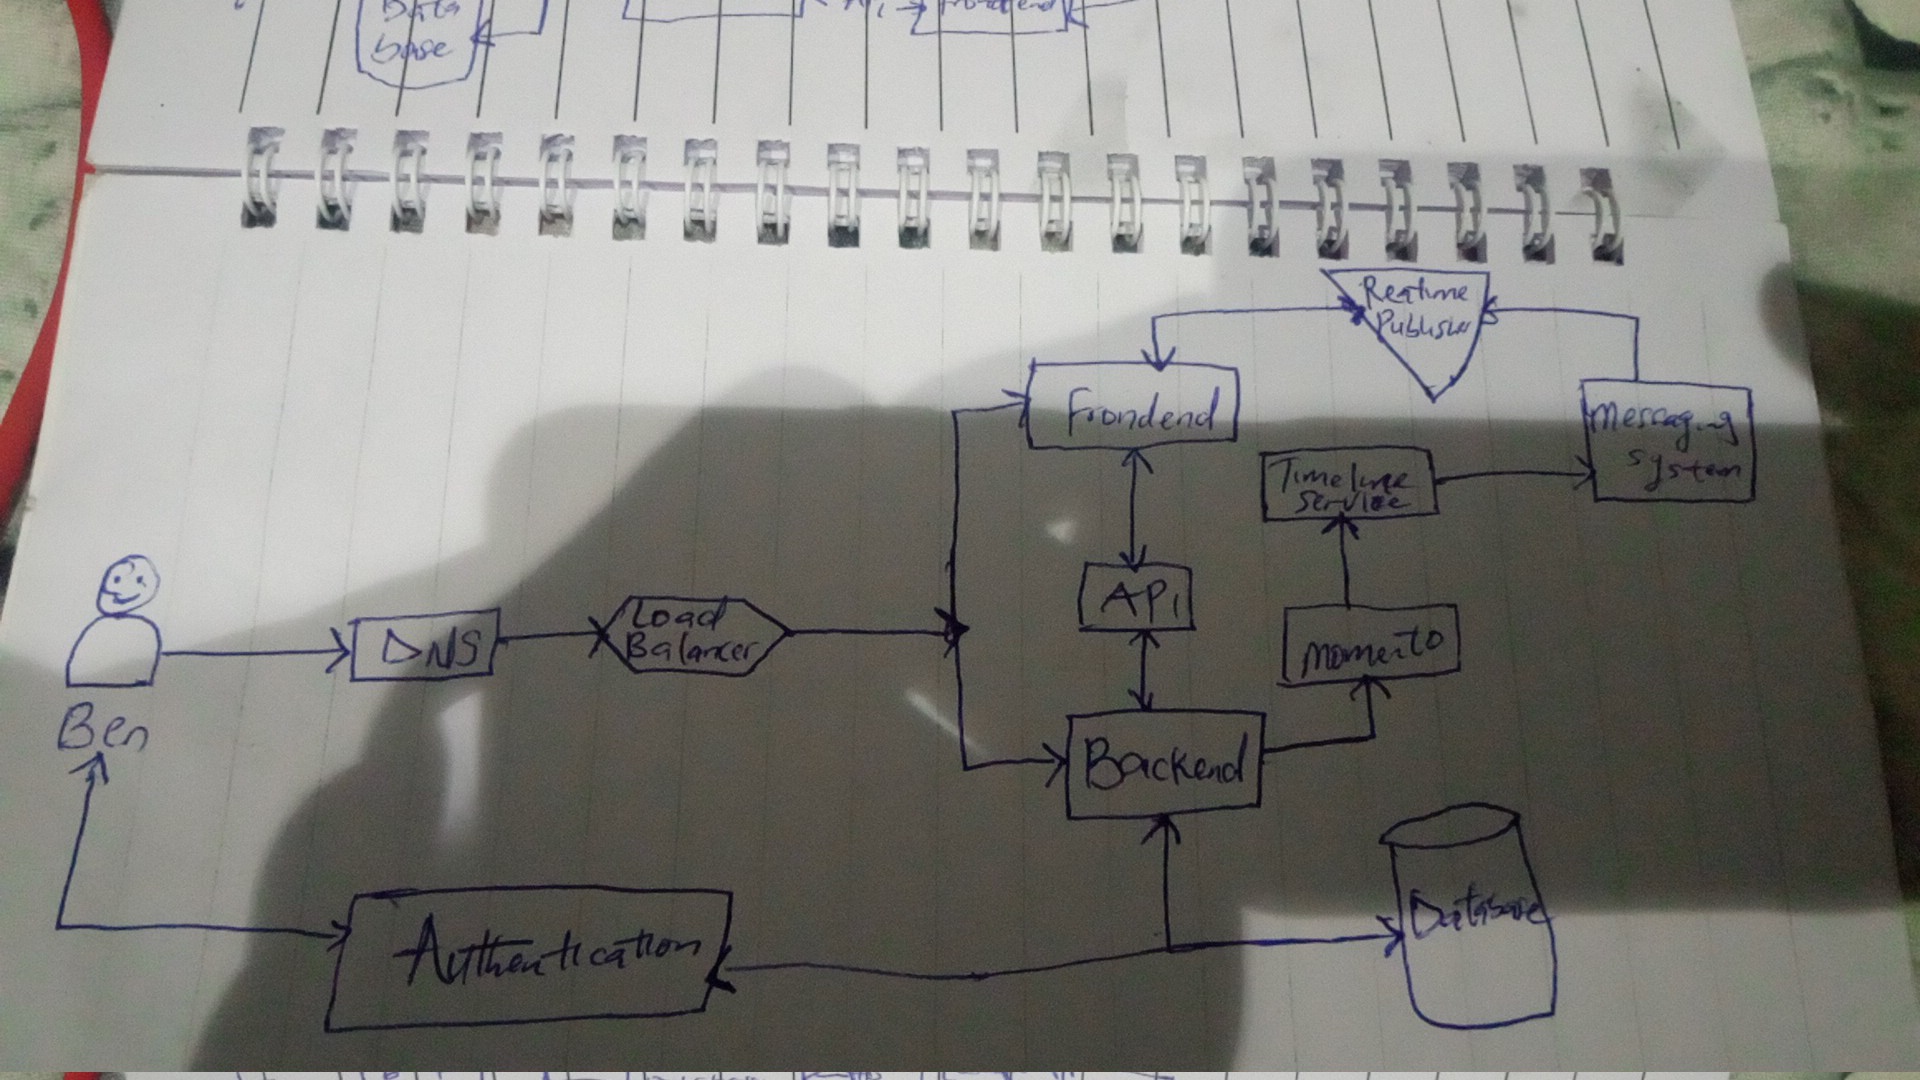 Data
base
API
Frontend
Realtime
Publisher
Frondend
Messaging
system
Timeline
Service
Load
Balancer
API
DNS
Momento
Ben
Backend
Database
Authentication